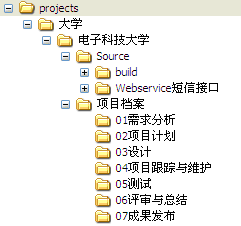 projects
大学
电子科技大学
Source
build
Webservice短信接口
项目档案
01需求分析
02项目计划
03设计
04项目跟踪与维护
05测试
06评审与总结
07成果发布